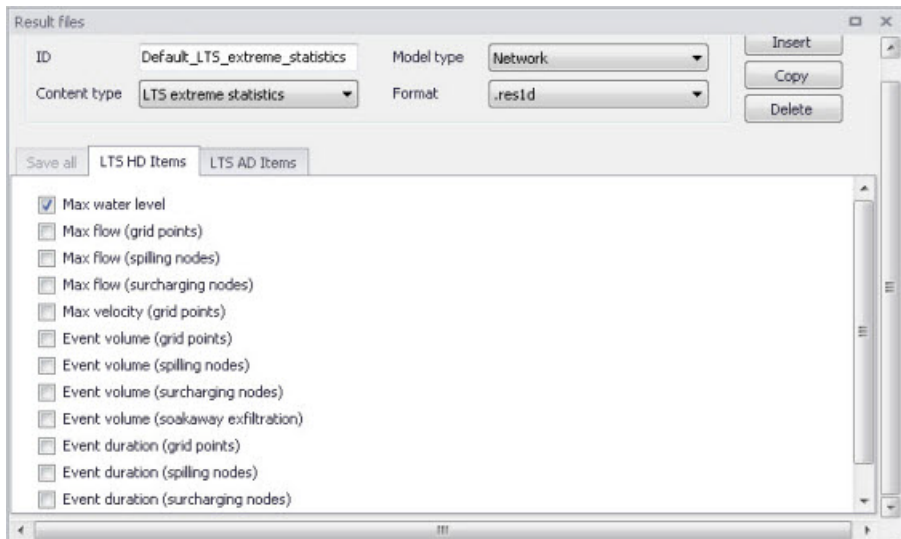 Result files
ID Default_LTS_extreme_statistics Model type Network Insert
Content type LTS extreme statistics Format .res1d Copy
Delete
Save all LTS HD Items LTS AD Items
Max water level
Max flow (grid points)
Max flow (spilling nodes)
Max flow (surcharging nodes)
Max velocity (grid points)
Event volume (grid points)
Event volume (spilling nodes)
Event volume (surcharging nodes)
Event volume (soakaway exfiltration)
Event duration (grid points)
Event duration (spilling nodes)
Event duration (surcharging nodes)